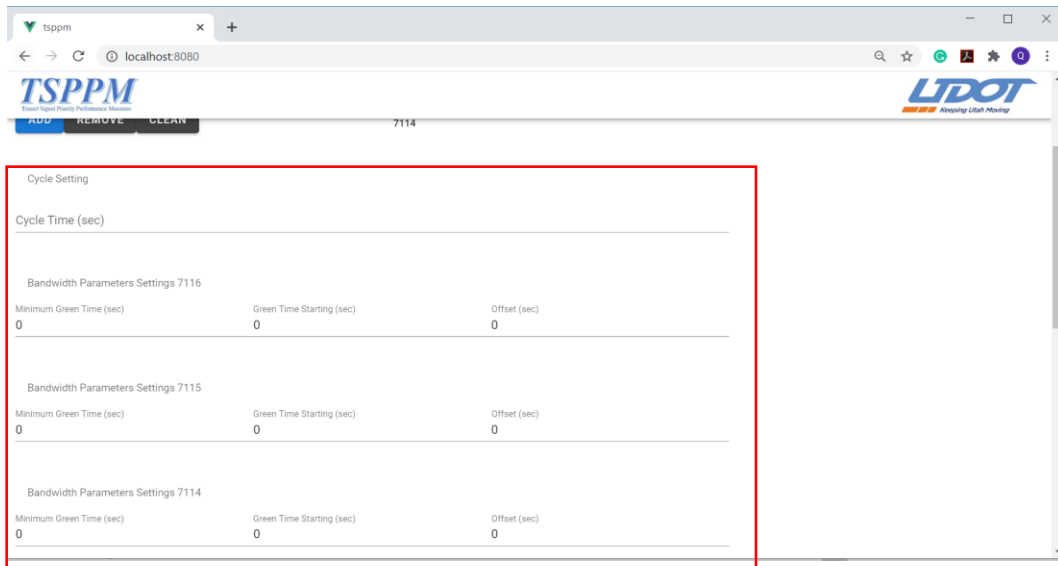 tsppm
localhost:8080
Q
TSPPM
Transit Signal Priority Performance Measures
UDOT
Keeping Utah Moving
ADD REMOVE CLEAN
7114
Cycle Setting
Cycle Time (sec)
Bandwidth Parameters Settings 7116
Minimum Green Time (sec) Green Time Starting (sec) Offset (sec)
0 0 0
Bandwidth Parameters Settings 7115
Minimum Green Time (sec) Green Time Starting (sec) Offset (sec)
0 0 0
Bandwidth Parameters Settings 7114
Minimum Green Time (sec) Green Time Starting (sec) Offset (sec)
0 0 0